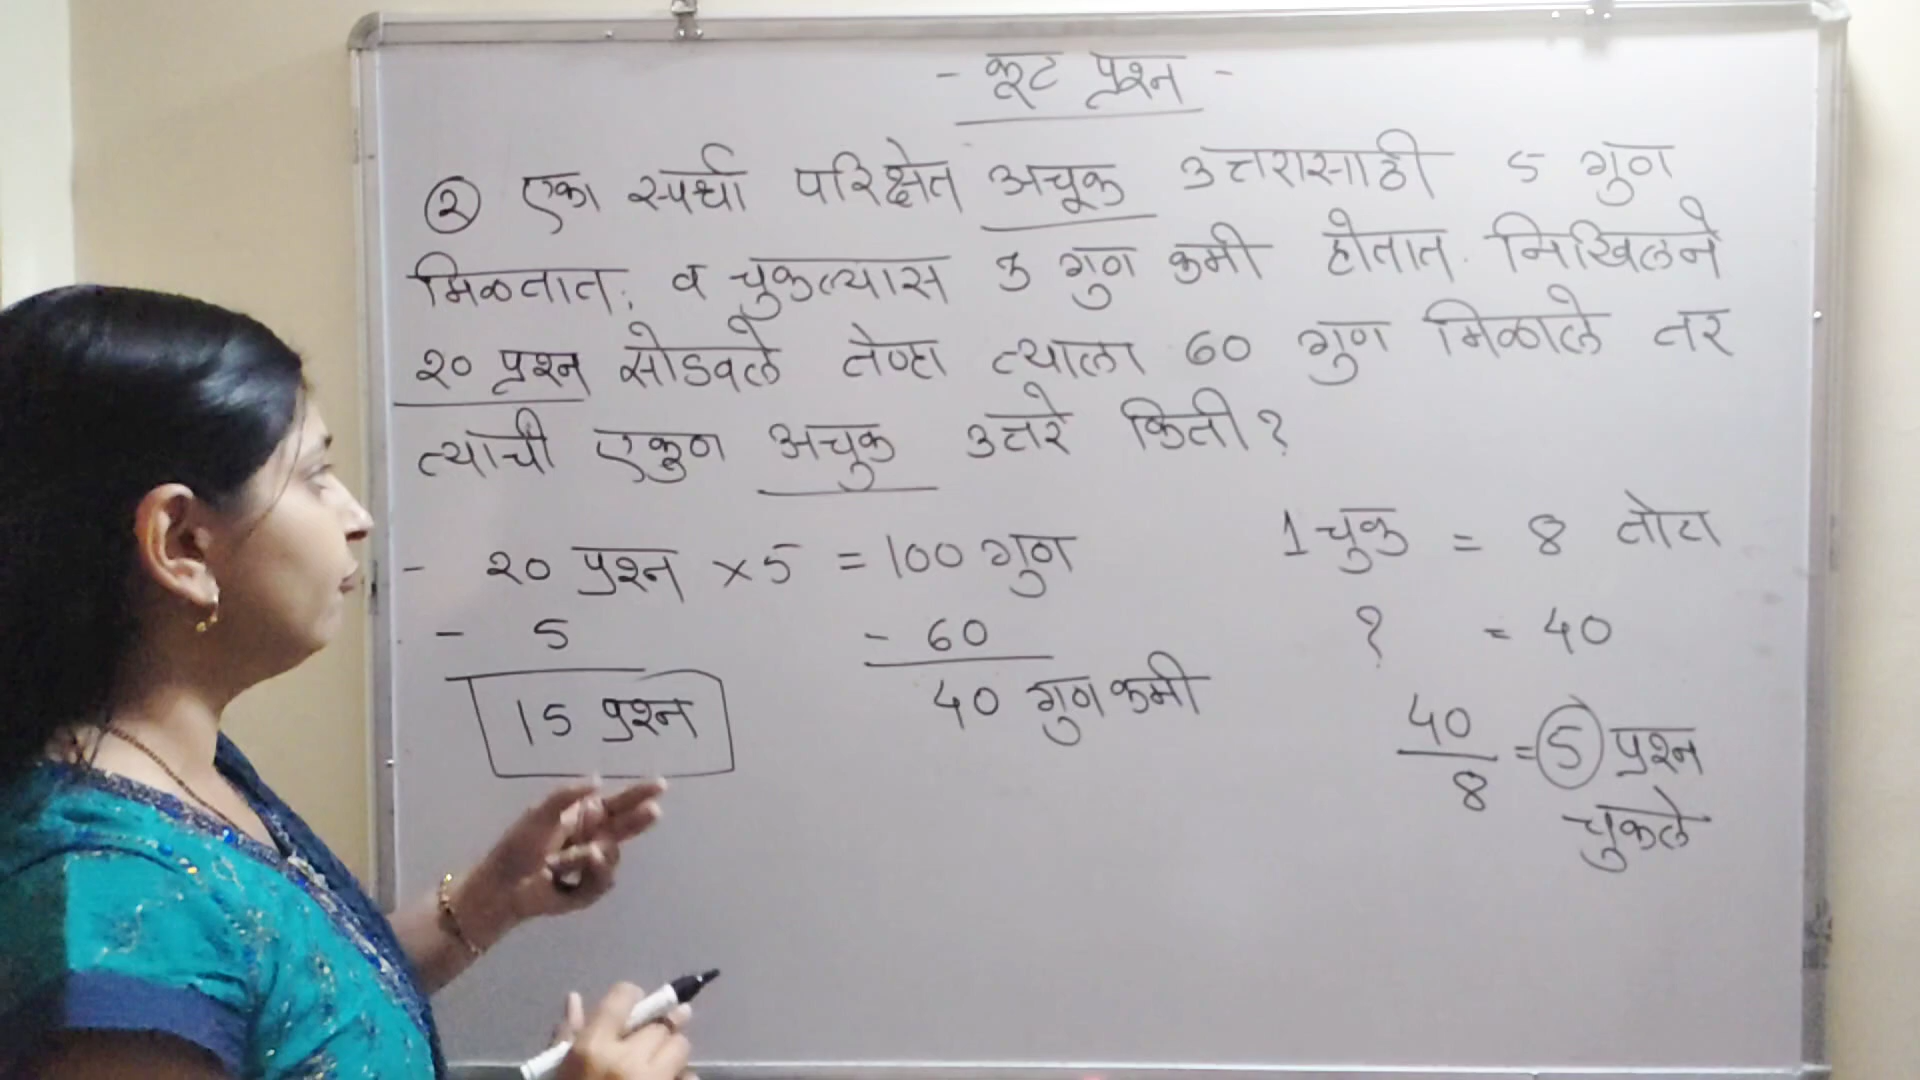 - कूट प्रश्न -
② एका स्पर्धा परिक्षेत अचूक उत्तरासाठी 5 गुण
मिळतात, व चुकल्यास 3 गुण कमी होतात. निखिलने
20 प्रश्न सोडवले तेव्हा त्याला 60 गुण मिळाले तर
त्याची एकुण अचुक उत्तरे किती?
- 20 प्रश्न × 5 = 100 गुण
1 चुक = 8 तोटा
- 5
- 60
? = 40
15 प्रश्न
40 गुण कमी
40
8
= 5 प्रश्न
चुकले